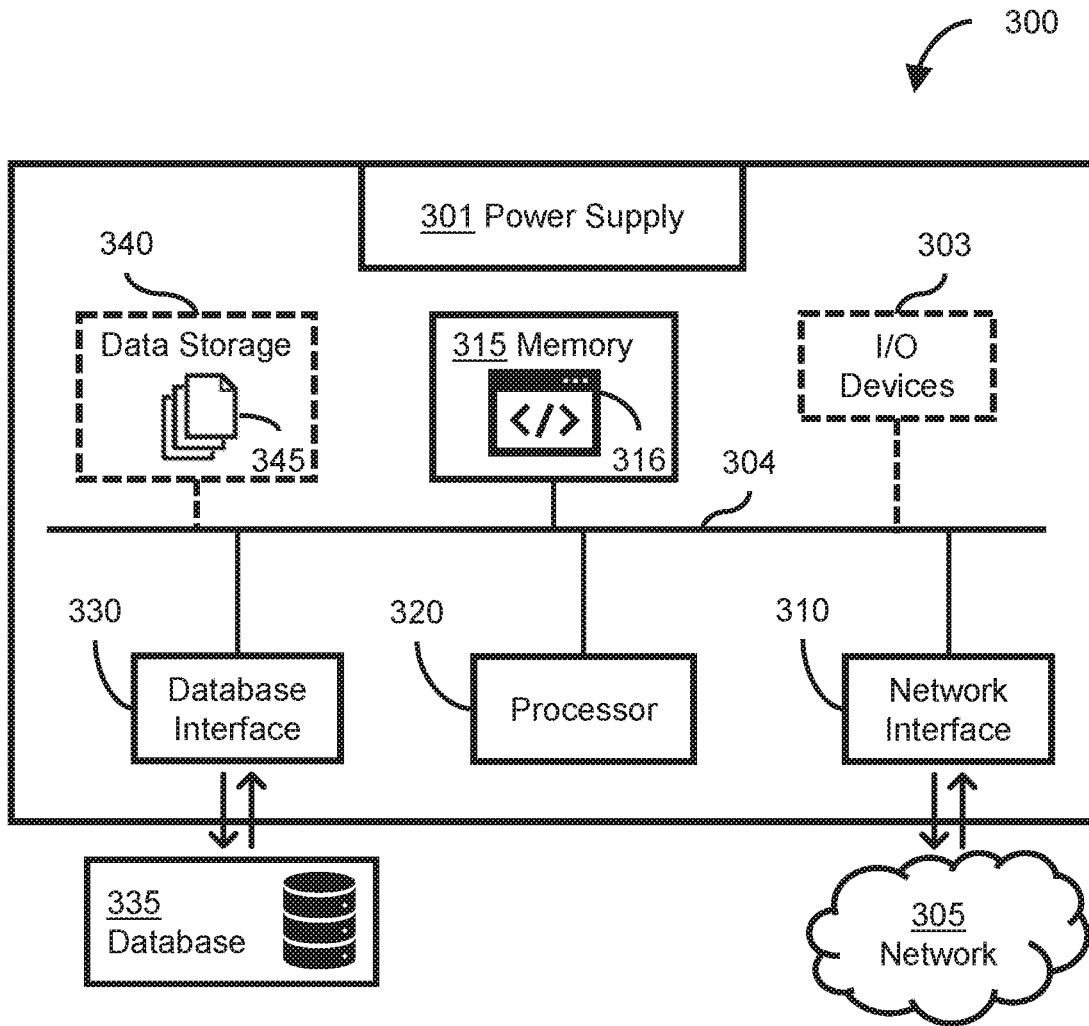 300
301 Power Supply
340
303
Data Storage
345
315 Memory
</>
316
I/O
Devices
304
330
320
310
Database
Interface
Processor
Network
Interface
335
Database
305
Network